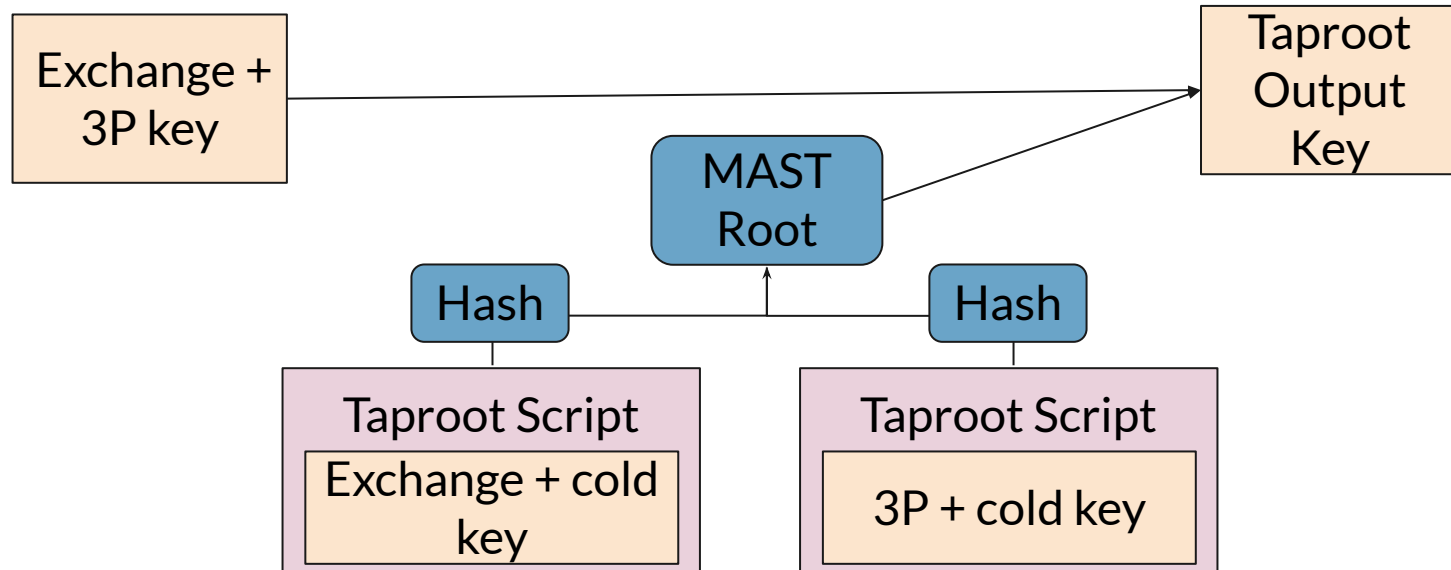 Exchange +
3P key
Taproot
Output
Key
MAST
Root
Hash
Hash
Taproot Script
Exchange + cold
key
Taproot Script
3P + cold key